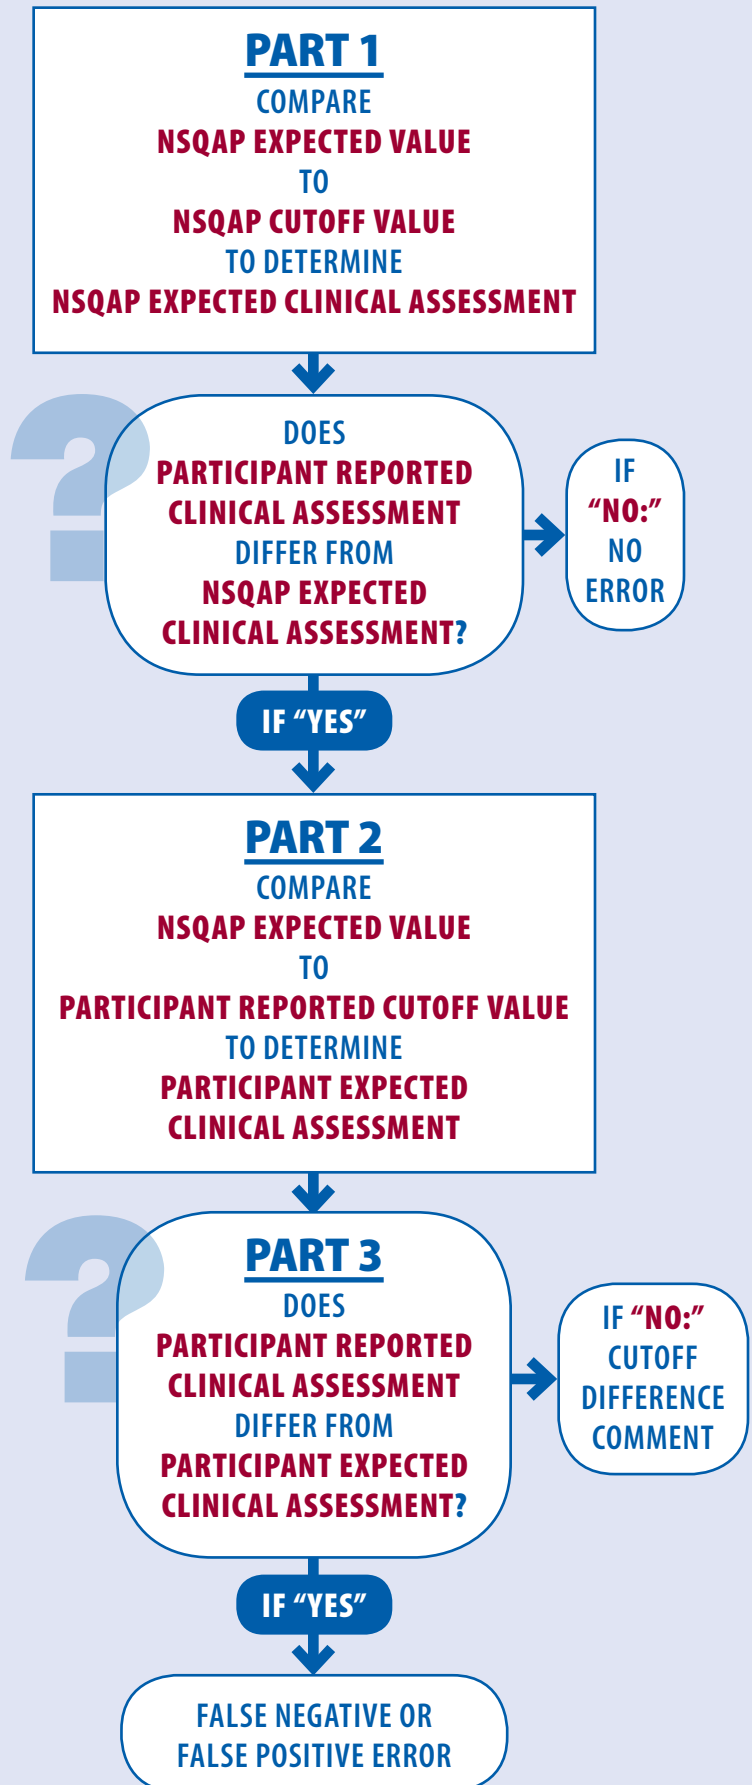 PART 1
COMPARE
NSQAP EXPECTED VALUE
TO
NSQAP CUTOFF VALUE
TO DETERMINE
NSQAP EXPECTED CLINICAL ASSESSMENT
?
DOES
PARTICIPANT REPORTED
CLINICAL ASSESSMENT
DIFFER FROM
NSQAP EXPECTED
CLINICAL ASSESSMENT?
IF
“NO:”
NO
ERROR
IF “YES”
PART 2
COMPARE
NSQAP EXPECTED VALUE
TO
PARTICIPANT REPORTED CUTOFF VALUE
TO DETERMINE
PARTICIPANT EXPECTED
CLINICAL ASSESSMENT
?
PART 3
DOES
PARTICIPANT REPORTED
CLINICAL ASSESSMENT
DIFFER FROM
PARTICIPANT EXPECTED
CLINICAL ASSESSMENT?
IF “NO:”
CUTOFF
DIFFERENCE
COMMENT
IF “YES”
FALSE NEGATIVE OR
FALSE POSITIVE ERROR